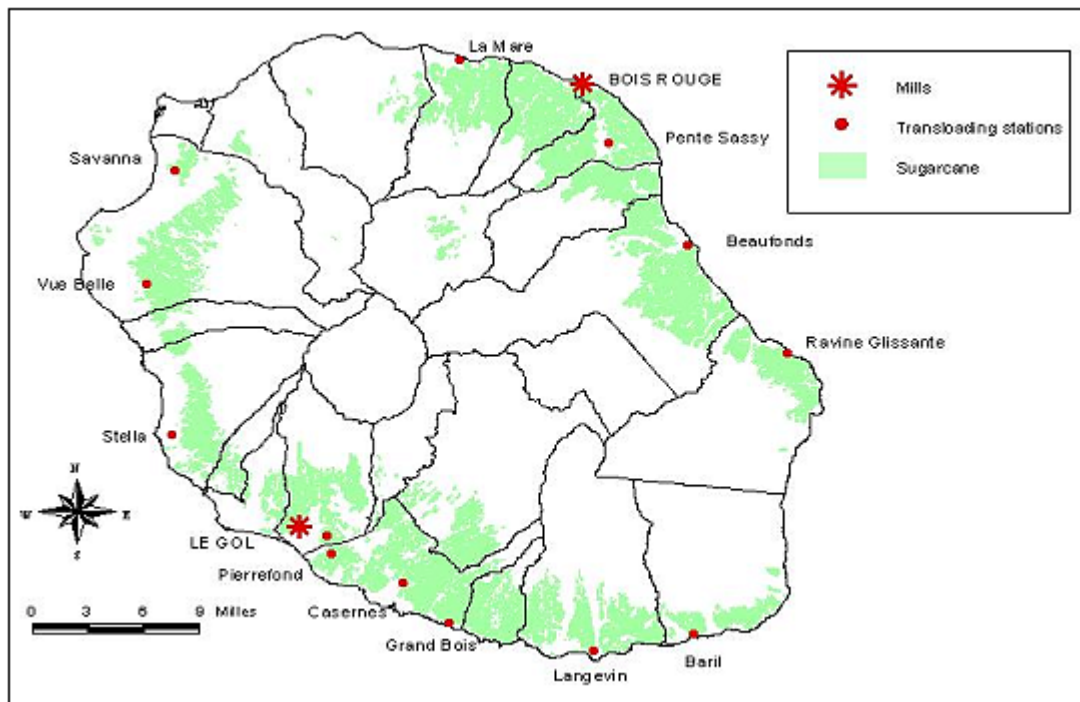 La Mare
BOIS ROUGE
Mills
Transloading stations
Sugarcane
Pente Sassy
Savanna
Beaufonds
Vue Belle
Ravine Glissante
Stella
N
W E
S
LE GOL
Pierrefond
Casernes
0 3 6 9 Milles
Grand Bois
Baril
Langevin